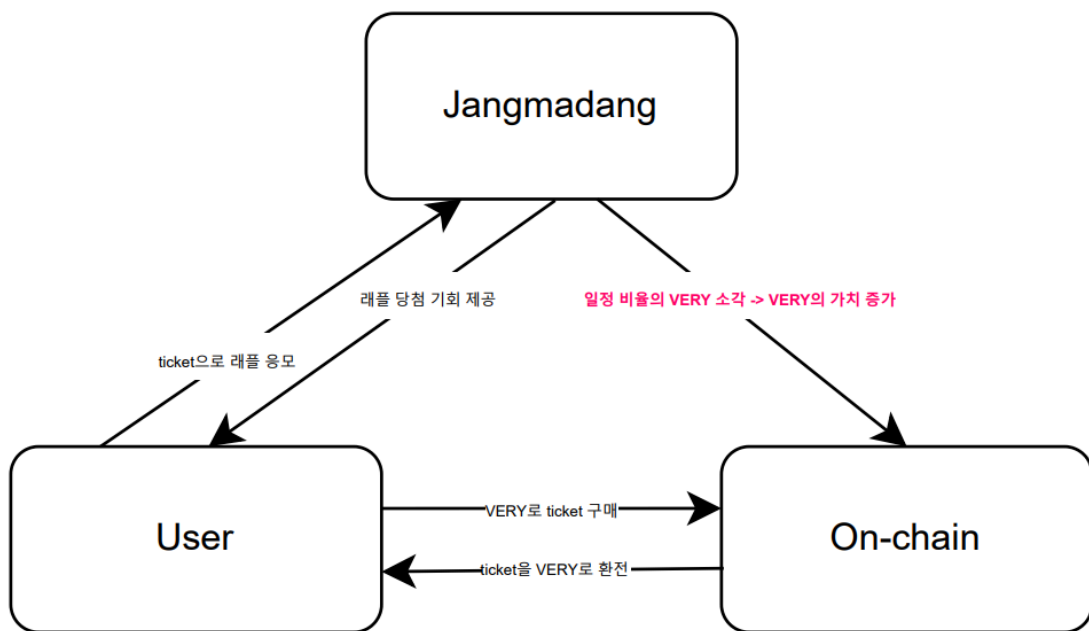 Jangmadang
래플 당첨 기회 제공
일정 비율의 VERY 소각 -> VERY의 가치 증가
ticket으로 래플 응모
User
VERY로 ticket 구매
ticket을 VERY로 환전
On-chain